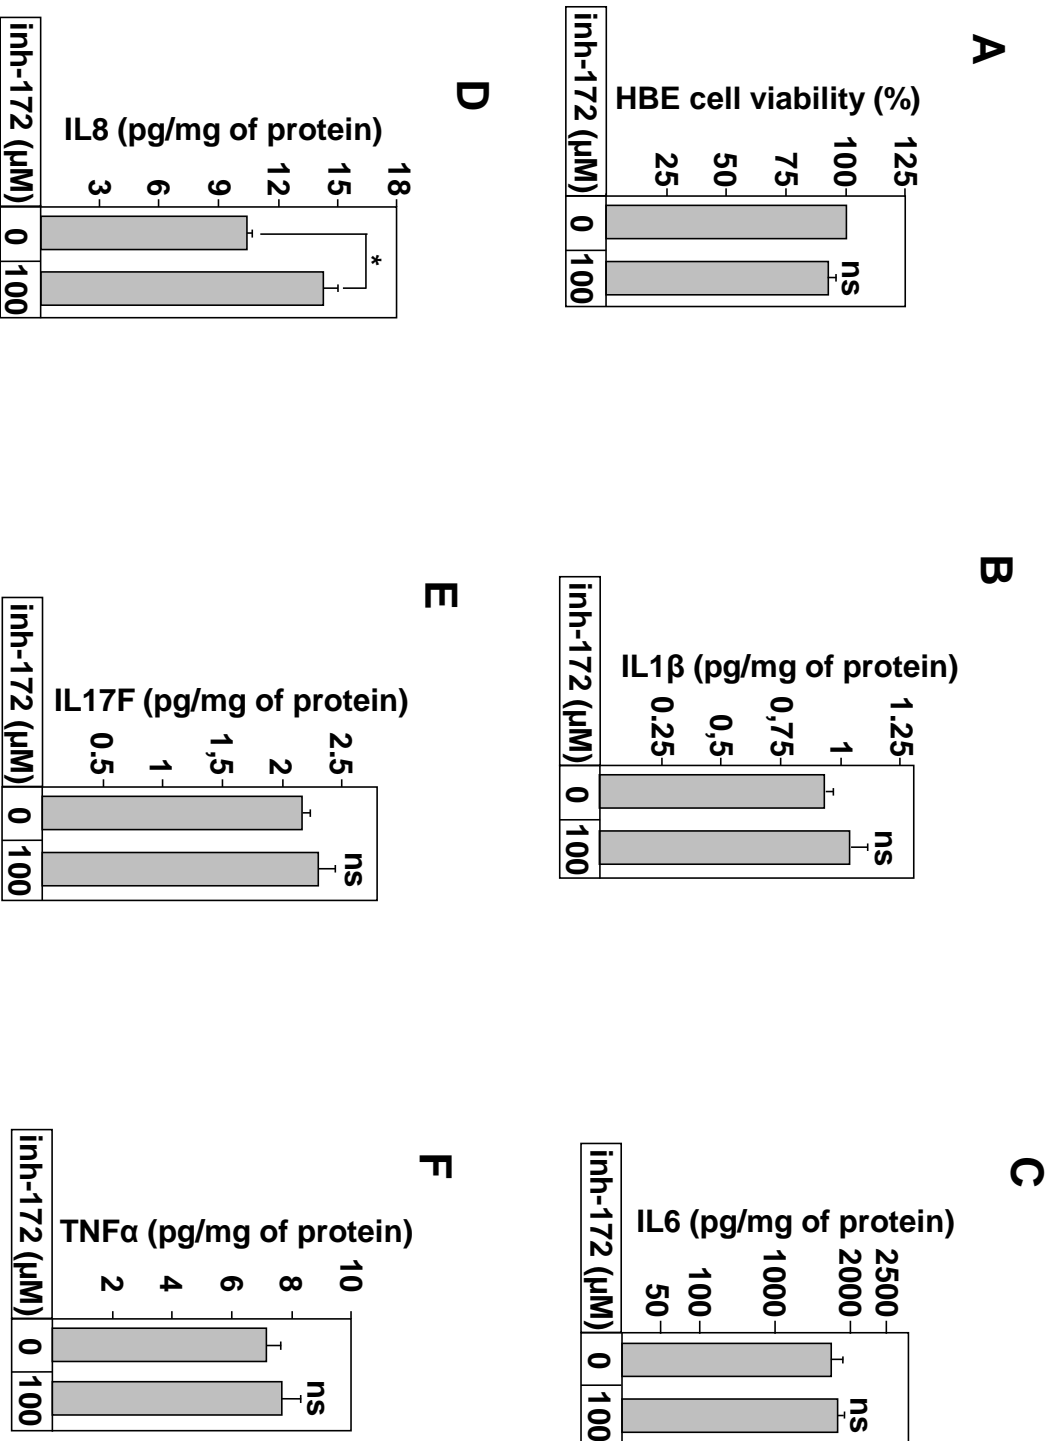 A
HBE cell viability (%)
125
100
75
50
25
ns
inh-172 (μM) 0 100
B
IL1β (pg/mg of protein)
1.25
1
0,75
0,5
0.25
ns
inh-172 (μM) 0 100
C
IL6 (pg/mg of protein)
2500
2000
1000
100
50
ns
inh-172 (μM) 0 100
D
IL8 (pg/mg of protein)
18
15
12
9
6
3
*
inh-172 (μM) 0 100
E
IL17F (pg/mg of protein)
2.5
2
1,5
1
0.5
ns
inh-172 (μM) 0 100
F
TNFα (pg/mg of protein)
10
8
6
4
2
ns
inh-172 (μM) 0 100